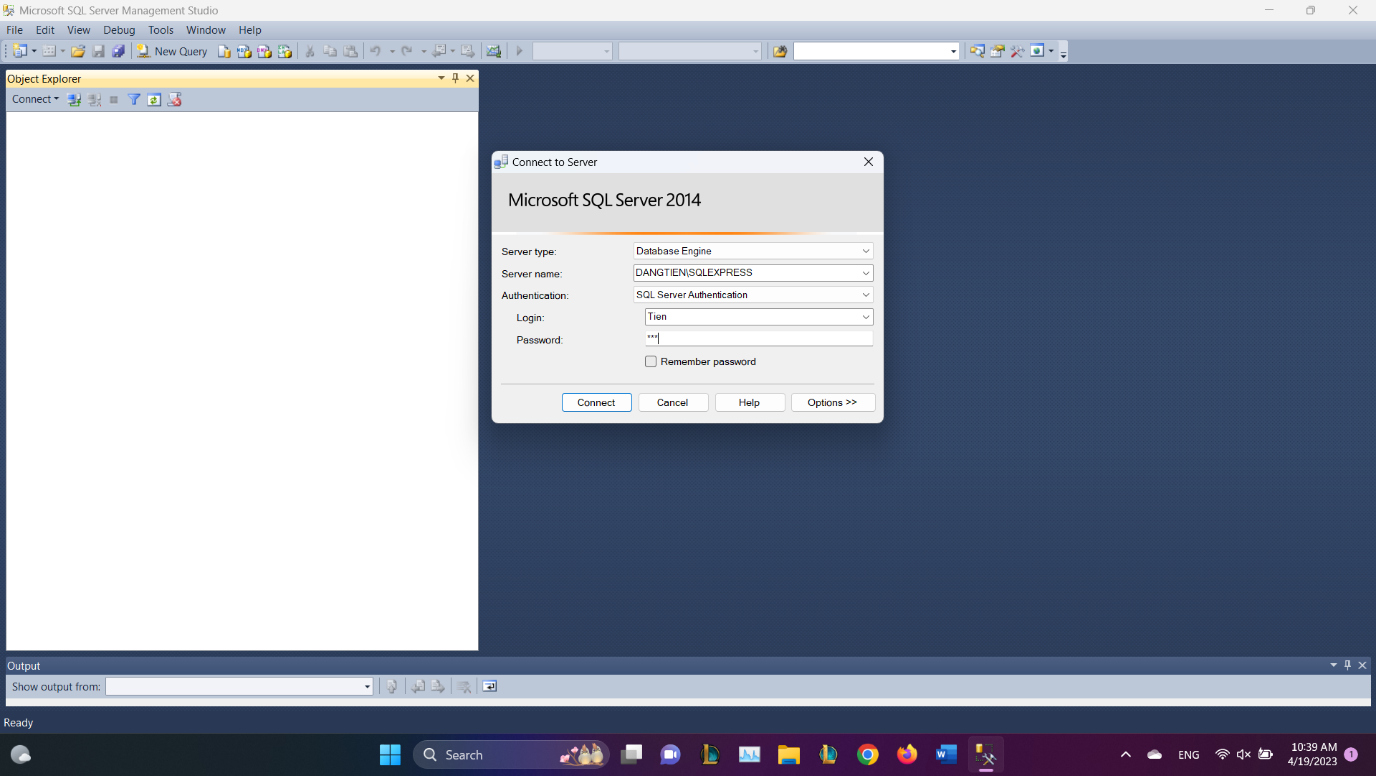 Microsoft SQL Server Management Studio
File Edit View Debug Tools Window Help
New Query
Object Explorer
Connect
Connect to Server
Microsoft SQL Server 2014
Server type: Database Engine
Server name: DANGTIEN\SQLEXPRESS
Authentication: SQL Server Authentication
Login: Tien
Password: ***
Remember password
Connect Cancel Help Options >>
Output
Show output from:
Ready
Search
ENG
10:39 AM
4/19/2023
1